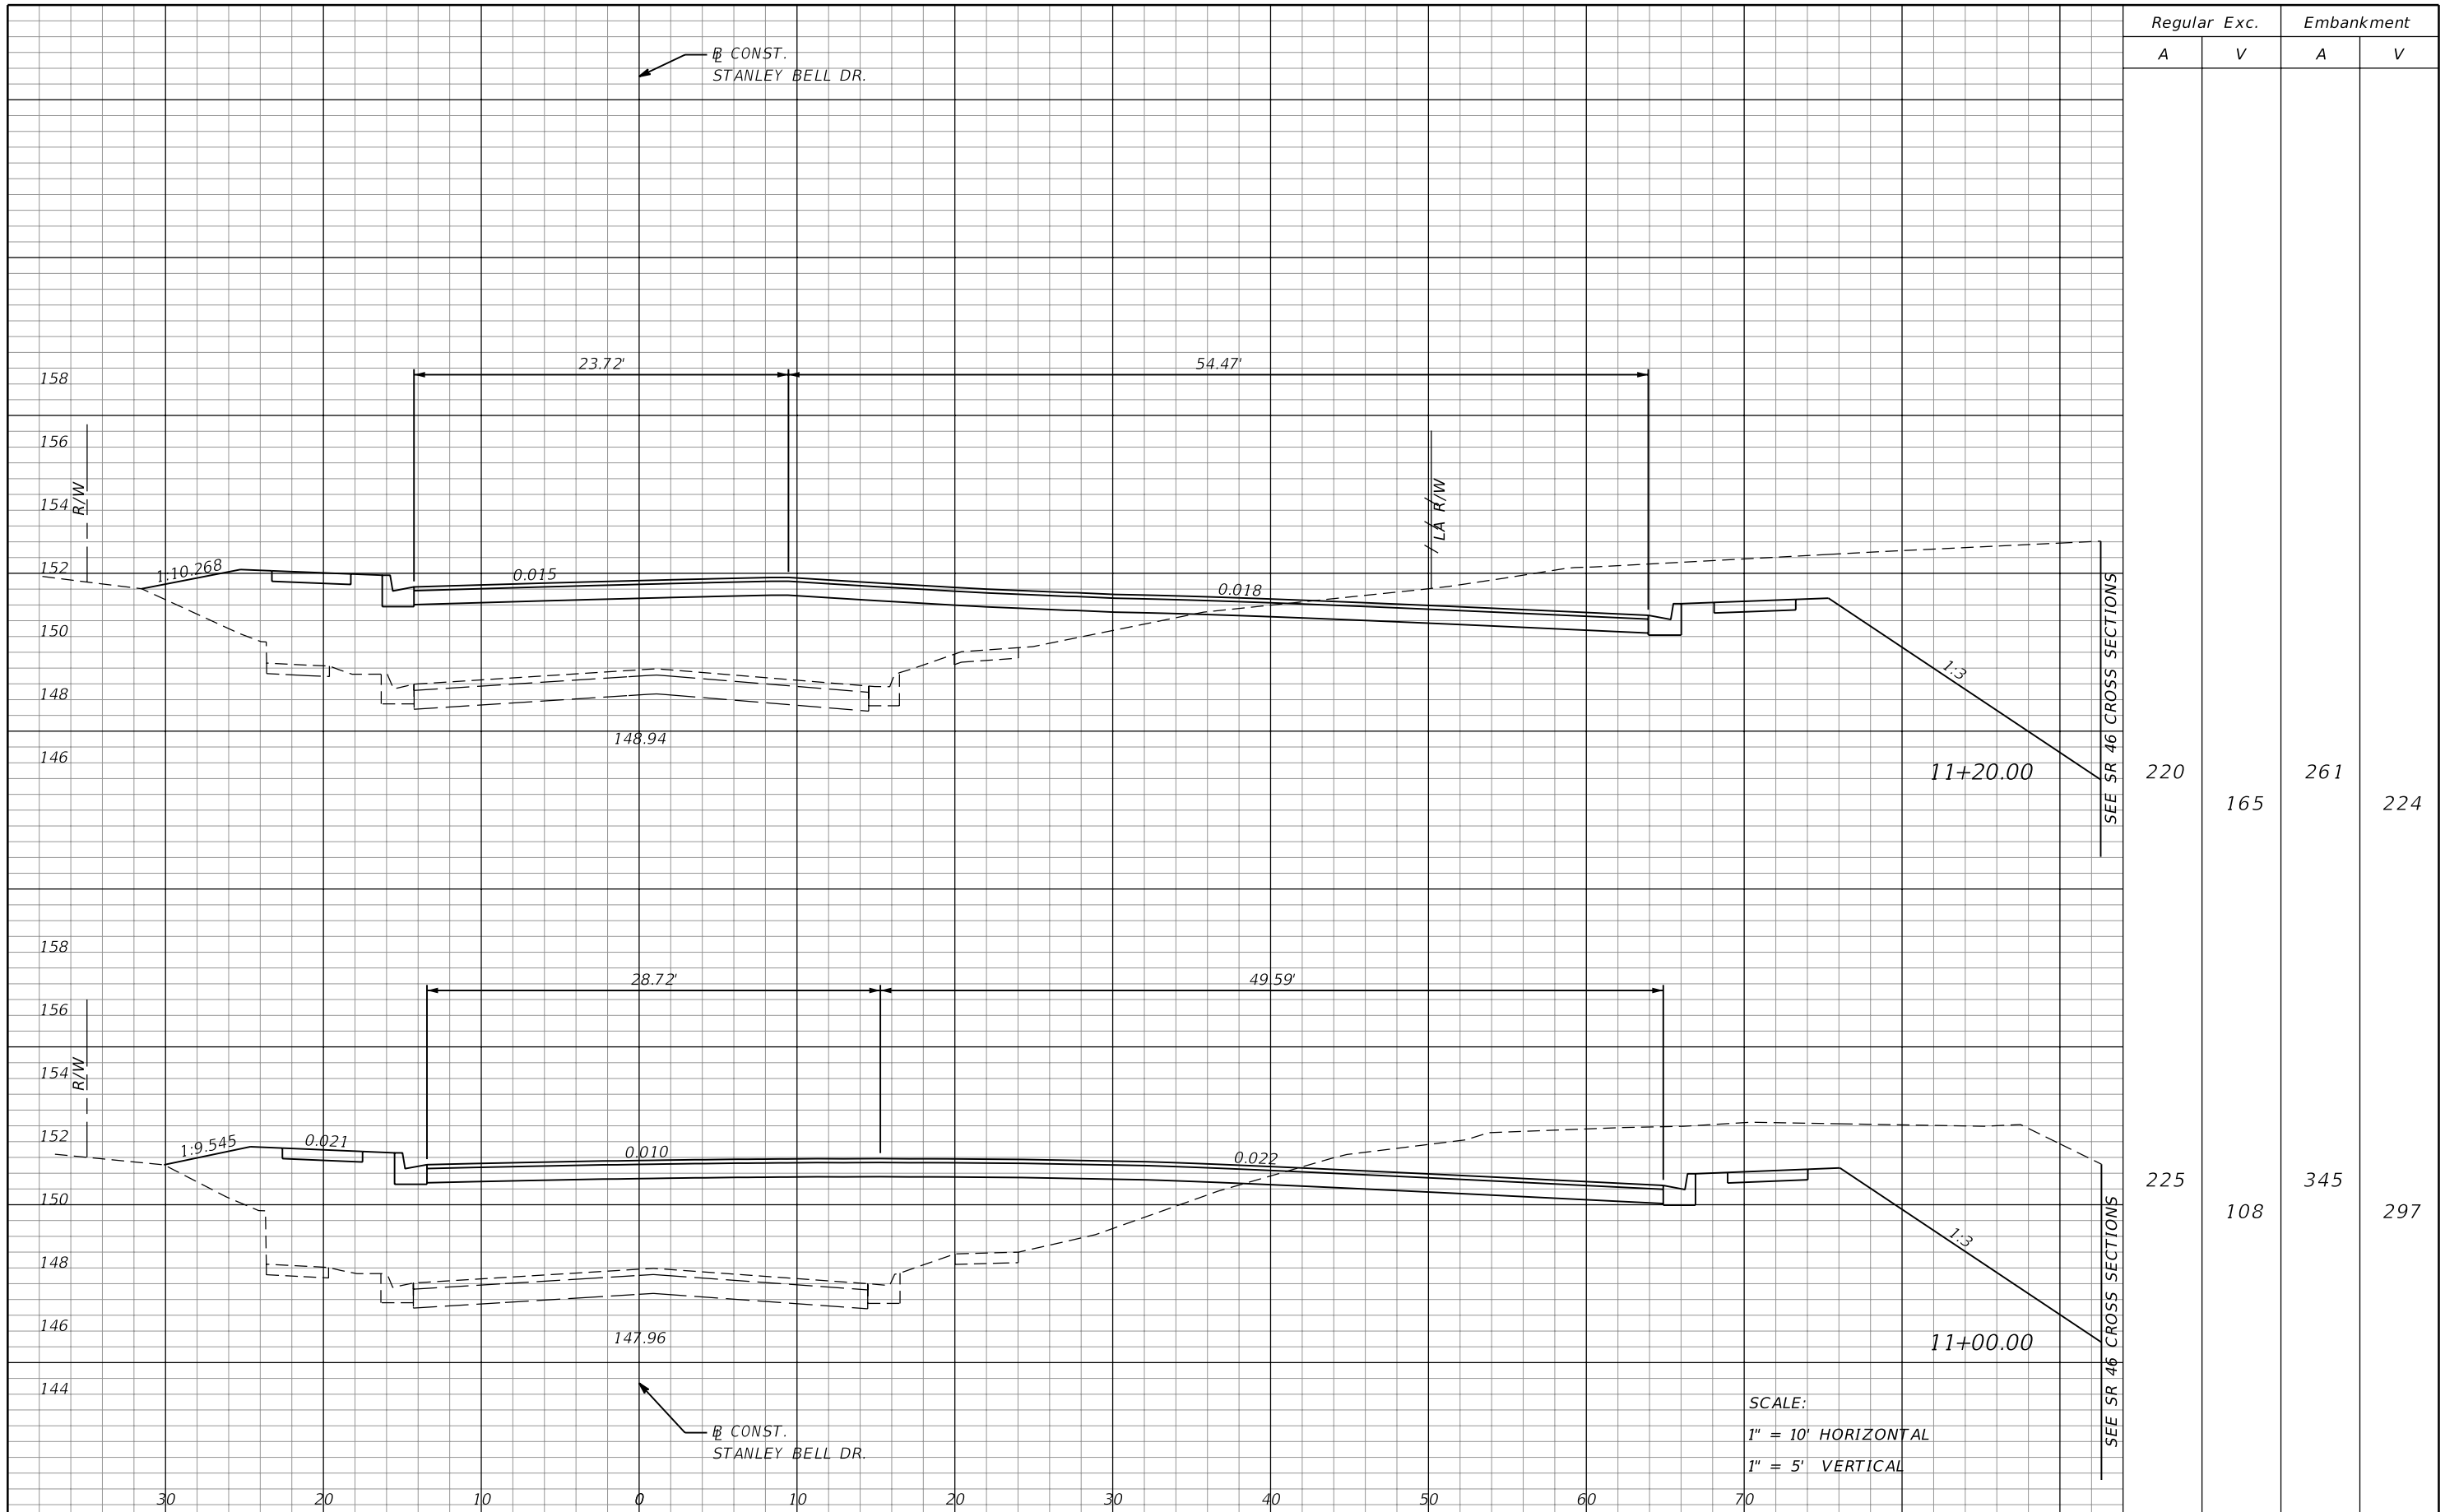 Regular Exc. Embankment
A V A V
BL CONST.
STANLEY BELL DR.
23.72' 54.47'
158
156
154
152
150
148
146
R/W
LA R/W
1:10.268
0.015
0.018
1:3
148.94
11+20.00
SEE SR 46 CROSS SECTIONS
220 261
165 224
28.72' 49.59'
158
156
154
152
150
148
146
144
R/W
1:9.545
0.021
0.010
0.022
1:3
147.96
11+00.00
SEE SR 46 CROSS SECTIONS
225 345
108 297
BL CONST.
STANLEY BELL DR.
SCALE:
1" = 10' HORIZONTAL
1" = 5' VERTICAL
30 20 10 0 10 20 30 40 50 60 70